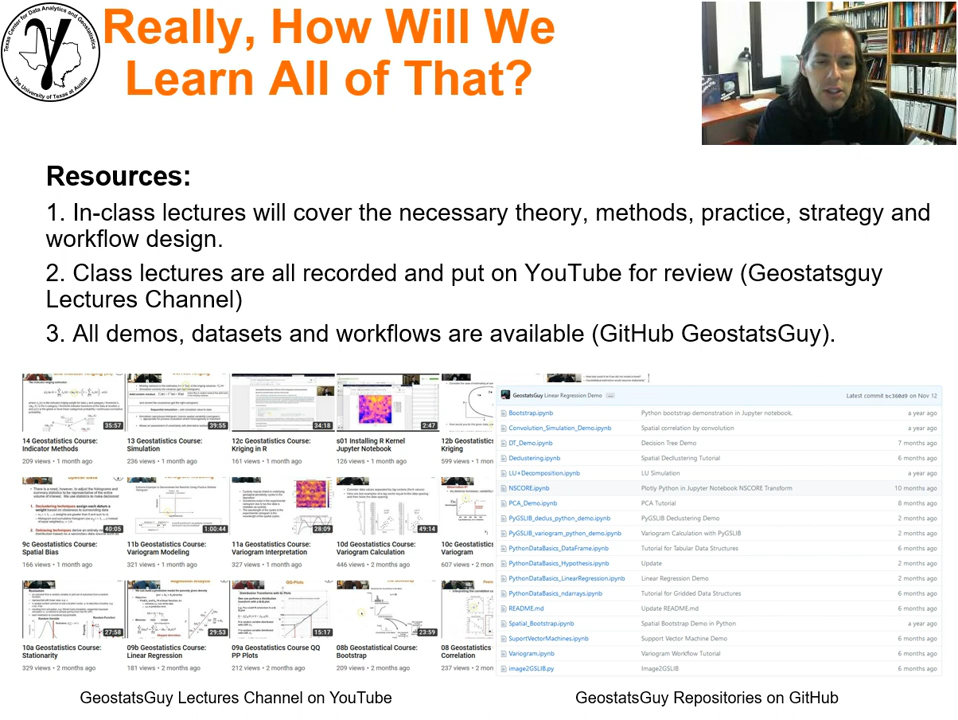 Texas Center for Data Analytics and Geostatistics
The University of Texas at Austin
γ
Really, How Will We
Learn All of That?
Resources:
1. In-class lectures will cover the necessary theory, methods, practice, strategy and
workflow design.
2. Class lectures are all recorded and put on YouTube for review (Geostatsguy
Lectures Channel)
3. All demos, datasets and workflows are available (GitHub GeostatsGuy).
35:57
39:55
34:18
2:47
14 Geostatistics Course:
Indicator Methods
209 views • 1 month ago
13 Geostatistics Course:
Simulation
236 views • 1 month ago
12c Geostatistics Course:
Kriging in R
161 views • 1 month ago
s01 Installing R Kernel
Jupyter Notebook
126 views • 1 month ago
12b Geostatistics
Kriging
599 views • 1 mon
40:05
1:00:44
28:09
49:14
9c Geostatistics Course:
Spatial Bias
166 views • 1 month ago
11b Geostatistics Course:
Variogram Modeling
321 views • 1 month ago
11a Geostatistics Course:
Variogram Interpretation
327 views • 1 month ago
10d Geostatistics Course:
Variogram Calculation
446 views • 2 months ago
10c Geostatistics
Variogram
607 views • 2 mon
27:58
29:53
QQ-Plots
15:17
23:59
10a Geostatistics Course:
Stationarity
329 views • 2 months ago
09b Geostatistics Course:
Linear Regression
181 views • 2 months ago
09a Geostatistics Course QQ
PP Plots
212 views • 2 months ago
08b Geostatistical Course:
Bootstrap
209 views • 2 months ago
08 Geostatistics
Correlation
237 views • 2 mon
GeostatsGuy Linear Regression Demo
Latest commit bc368e9 on Nov 12
Bootstrap.ipynb Python bootstrap demonstration in Jupyter notebook. a year ago
Convolution_Simulation_Demo.ipynb Spatial correlation by convolution a year ago
DT_Demo.ipynb Decision Tree Demo 7 months ago
Declustering.ipynb Spatial Declustering Tutorial 6 months ago
LU+Decomposition.ipynb LU Simulation a year ago
NSCORE.ipynb Plotly Python in Jupyter Notebook NSCORE Transform 10 months ago
PCA_Demo.ipynb PCA Tutorial 8 months ago
PyGSLIB_declus_python_demo.ipynb PyGSLIB Declustering Demo 2 months ago
PyGSLIB_variogram_python_demo.ipynb Variogram Calculation with PyGSLIB 2 months ago
PythonDataBasics_DataFrame.ipynb Tutorial for Tabular Data Structures 6 months ago
PythonDataBasics_Hypothesis.ipynb Update 2 months ago
PythonDataBasics_LinearRegression.ipynb Linear Regression Demo 2 months ago
PythonDataBasics_ndarrays.ipynb Tutorial for Gridded Data Structures 6 months ago
README.md Update README.md 6 months ago
Spatial_Bootstrap.ipynb Spatial Bootstrap Demo in Python a year ago
SuportVectorMachines.ipynb Support Vector Machine Demo 6 months ago
Variogram.ipynb Variogram Workflow Tutorial 6 months ago
image2GSLIB.py Image2GSLIB 6 months ago
GeostatsGuy Lectures Channel on YouTube
GeostatsGuy Repositories on GitHub